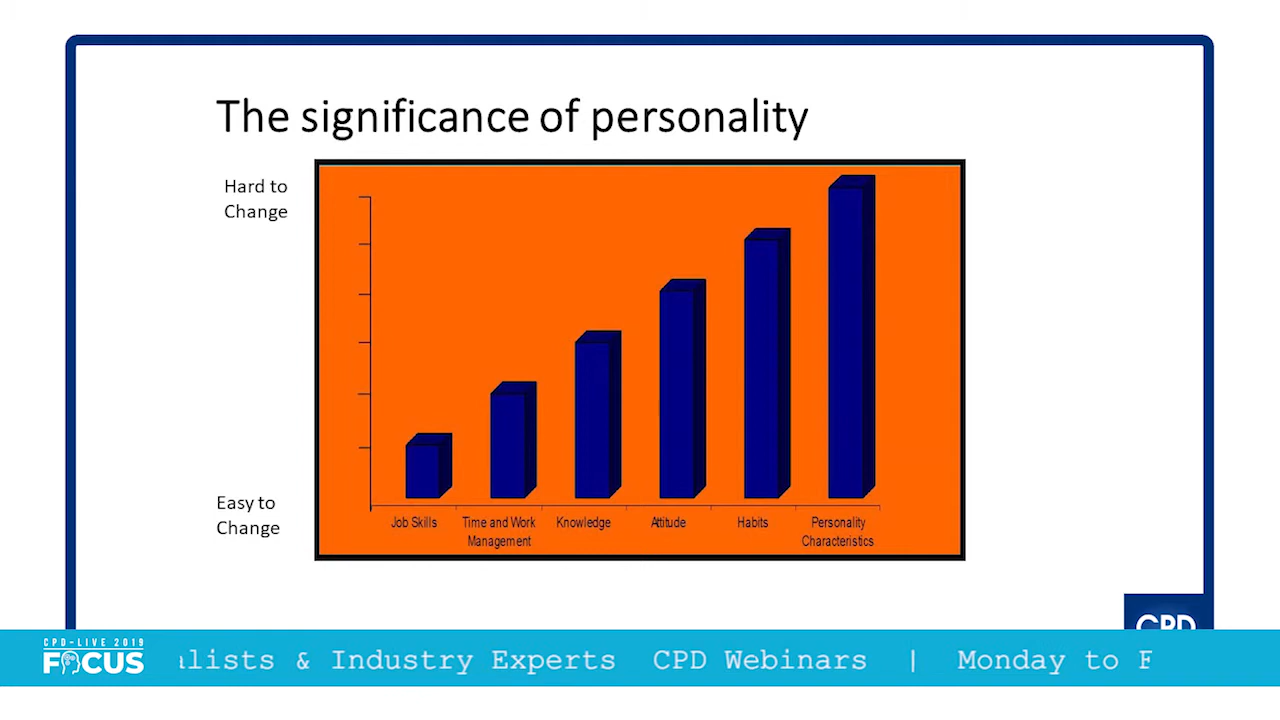 The significance of personality
Hard to
Change
Easy to
Change
Job Skills
Time and Work
Management
Knowledge
Attitude
Habits
Personality
Characteristics
CPD
CPD-LIVE 2019
FOCUS
alists & Industry Experts CPD Webinars | Monday to F